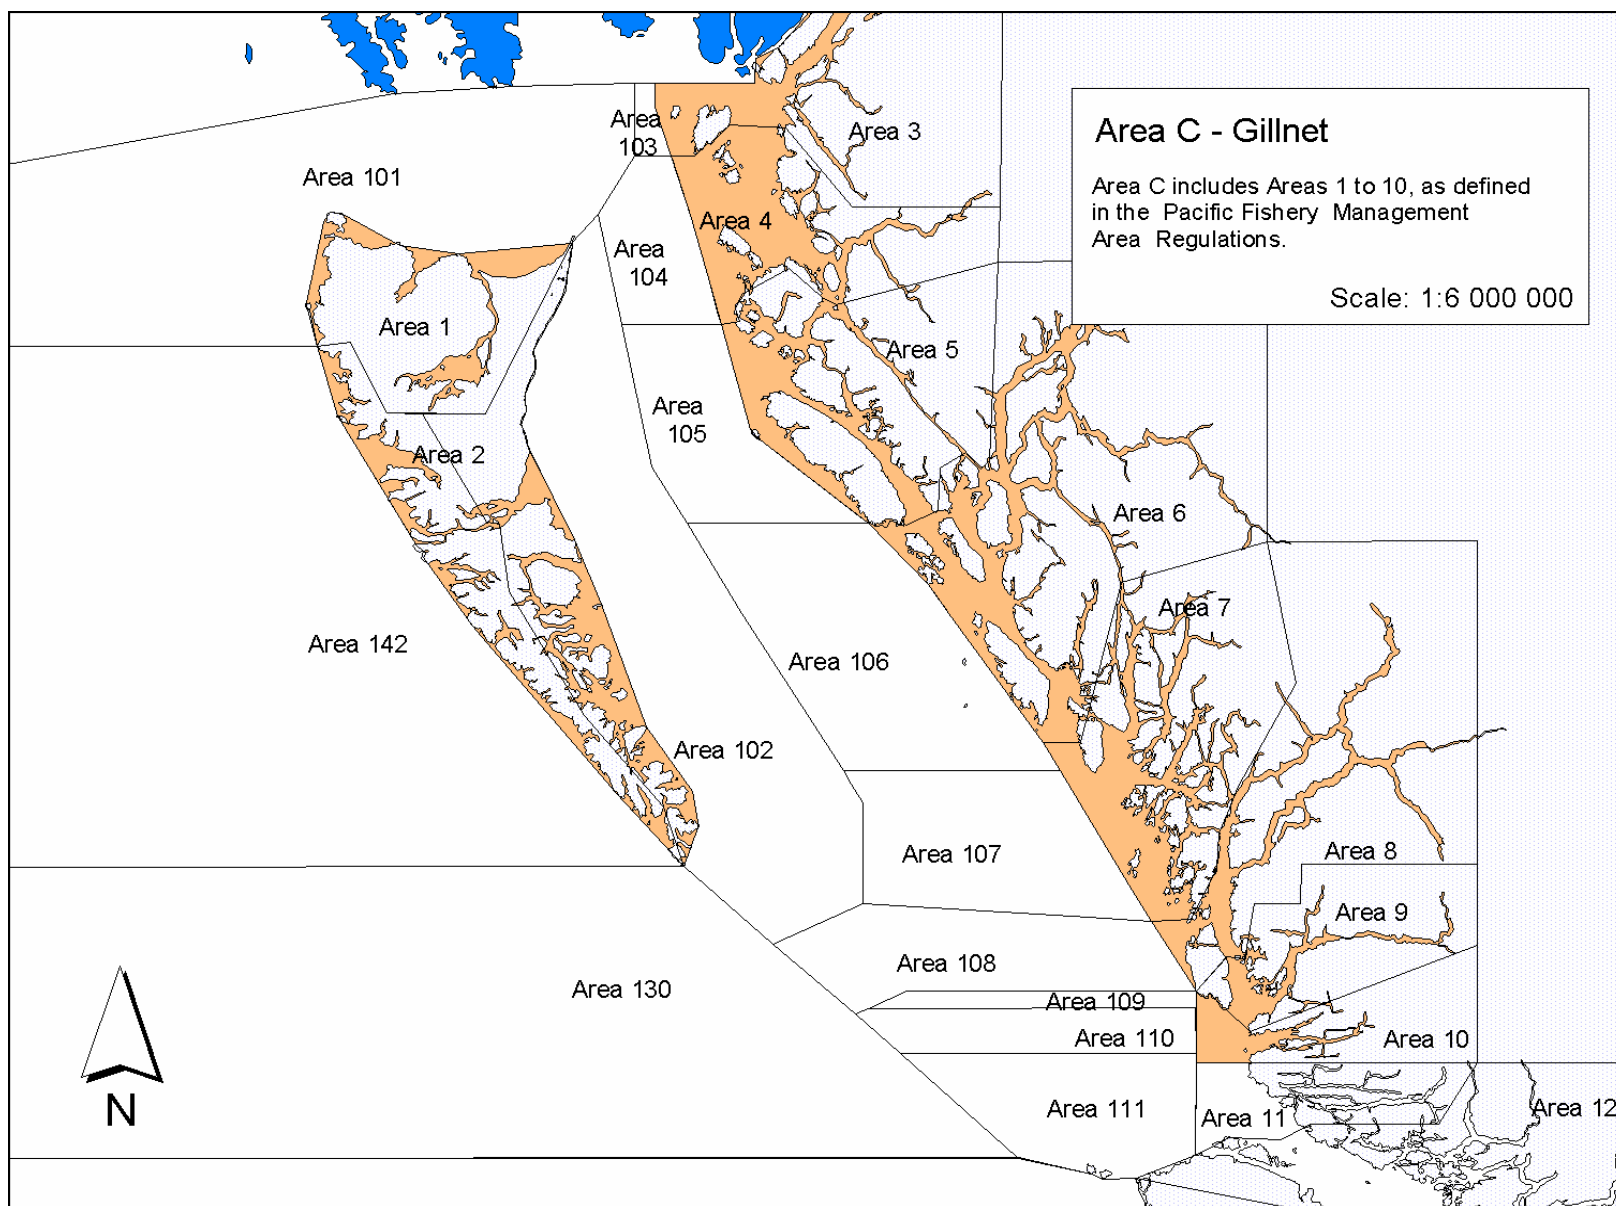 Area C - Gillnet
Area C includes Areas 1 to 10, as defined
in the Pacific Fishery Management
Area Regulations.
Scale: 1:6 000 000
Area
103
Area 3
Area 101
Area 4
Area
104
Area 1
Area 5
Area
105
Area 2
Area 6
Area 7
Area 142
Area 106
Area 102
Area 107
Area 8
Area 9
Area 108
Area 130
Area 109
Area 110
Area 10
N
Area 111
Area 11
Area 12